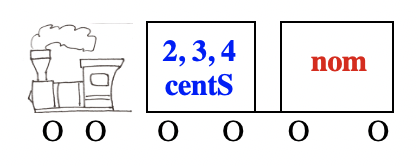 2, 3, 4
centS
nom
O O O O O O